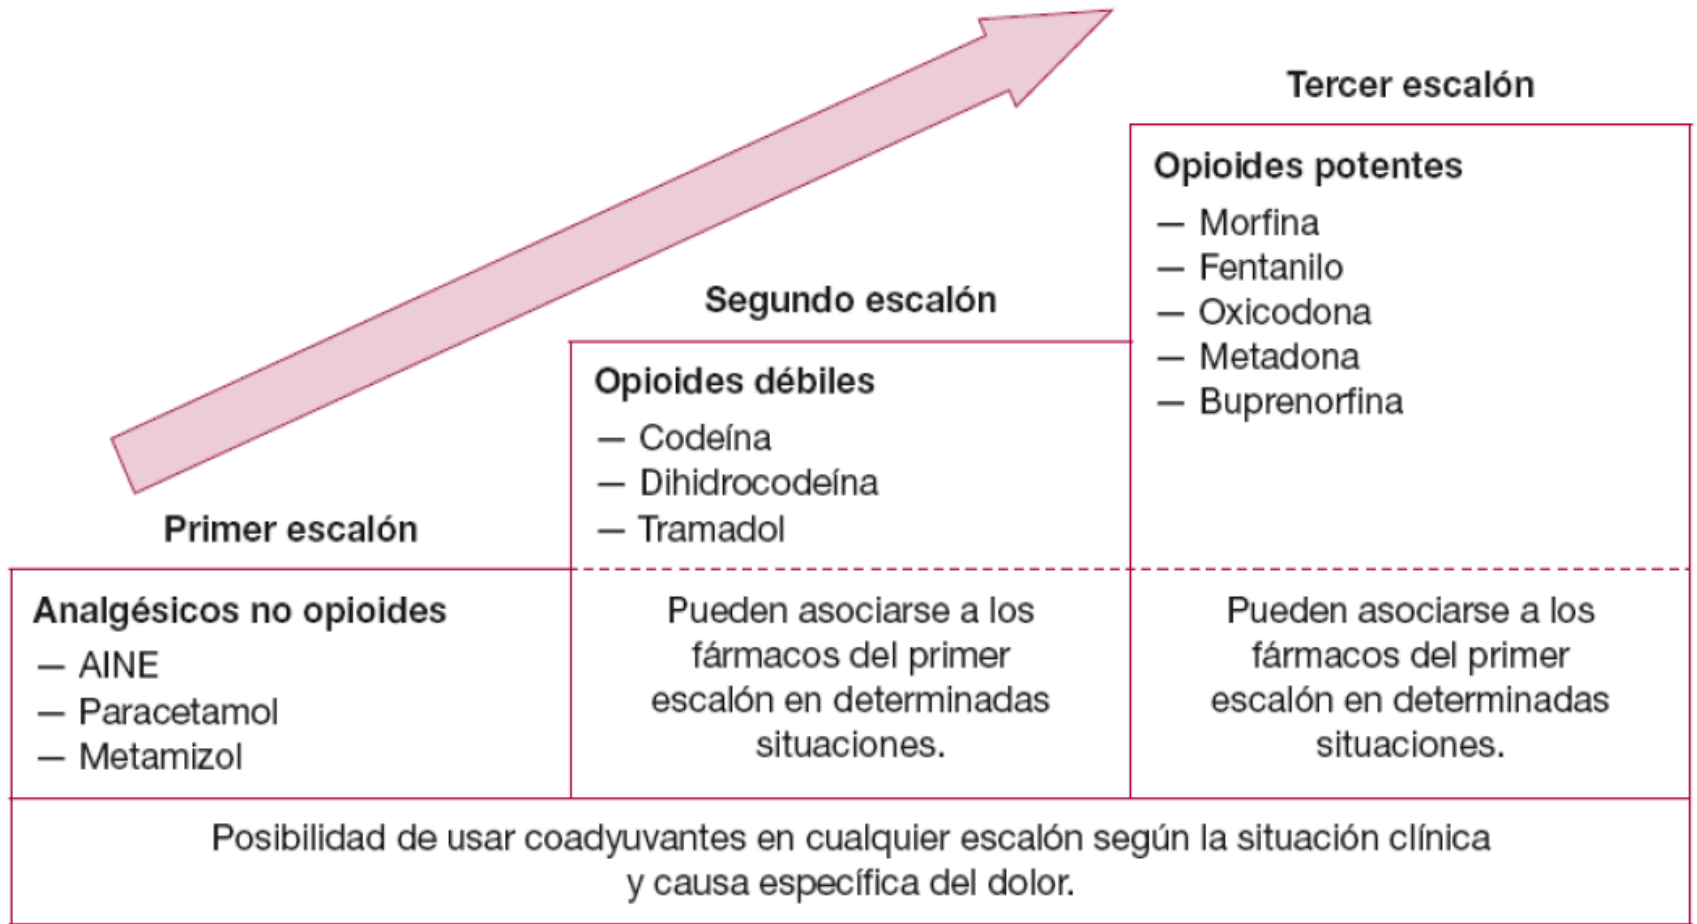 Primer escalón
Analgésicos no opioides
— AINE
— Paracetamol
— Metamizol
Segundo escalón
Opioides débiles
— Codeína
— Dihidrocodeína
— Tramadol
Pueden asociarse a los
fármacos del primer
escalón en determinadas
situaciones.
Tercer escalón
Opioides potentes
— Morfina
— Fentanilo
— Oxicodona
— Metadona
— Buprenorfina
Pueden asociarse a los
fármacos del primer
escalón en determinadas
situaciones.
Posibilidad de usar coadyuvantes en cualquier escalón según la situación clínica
y causa específica del dolor.